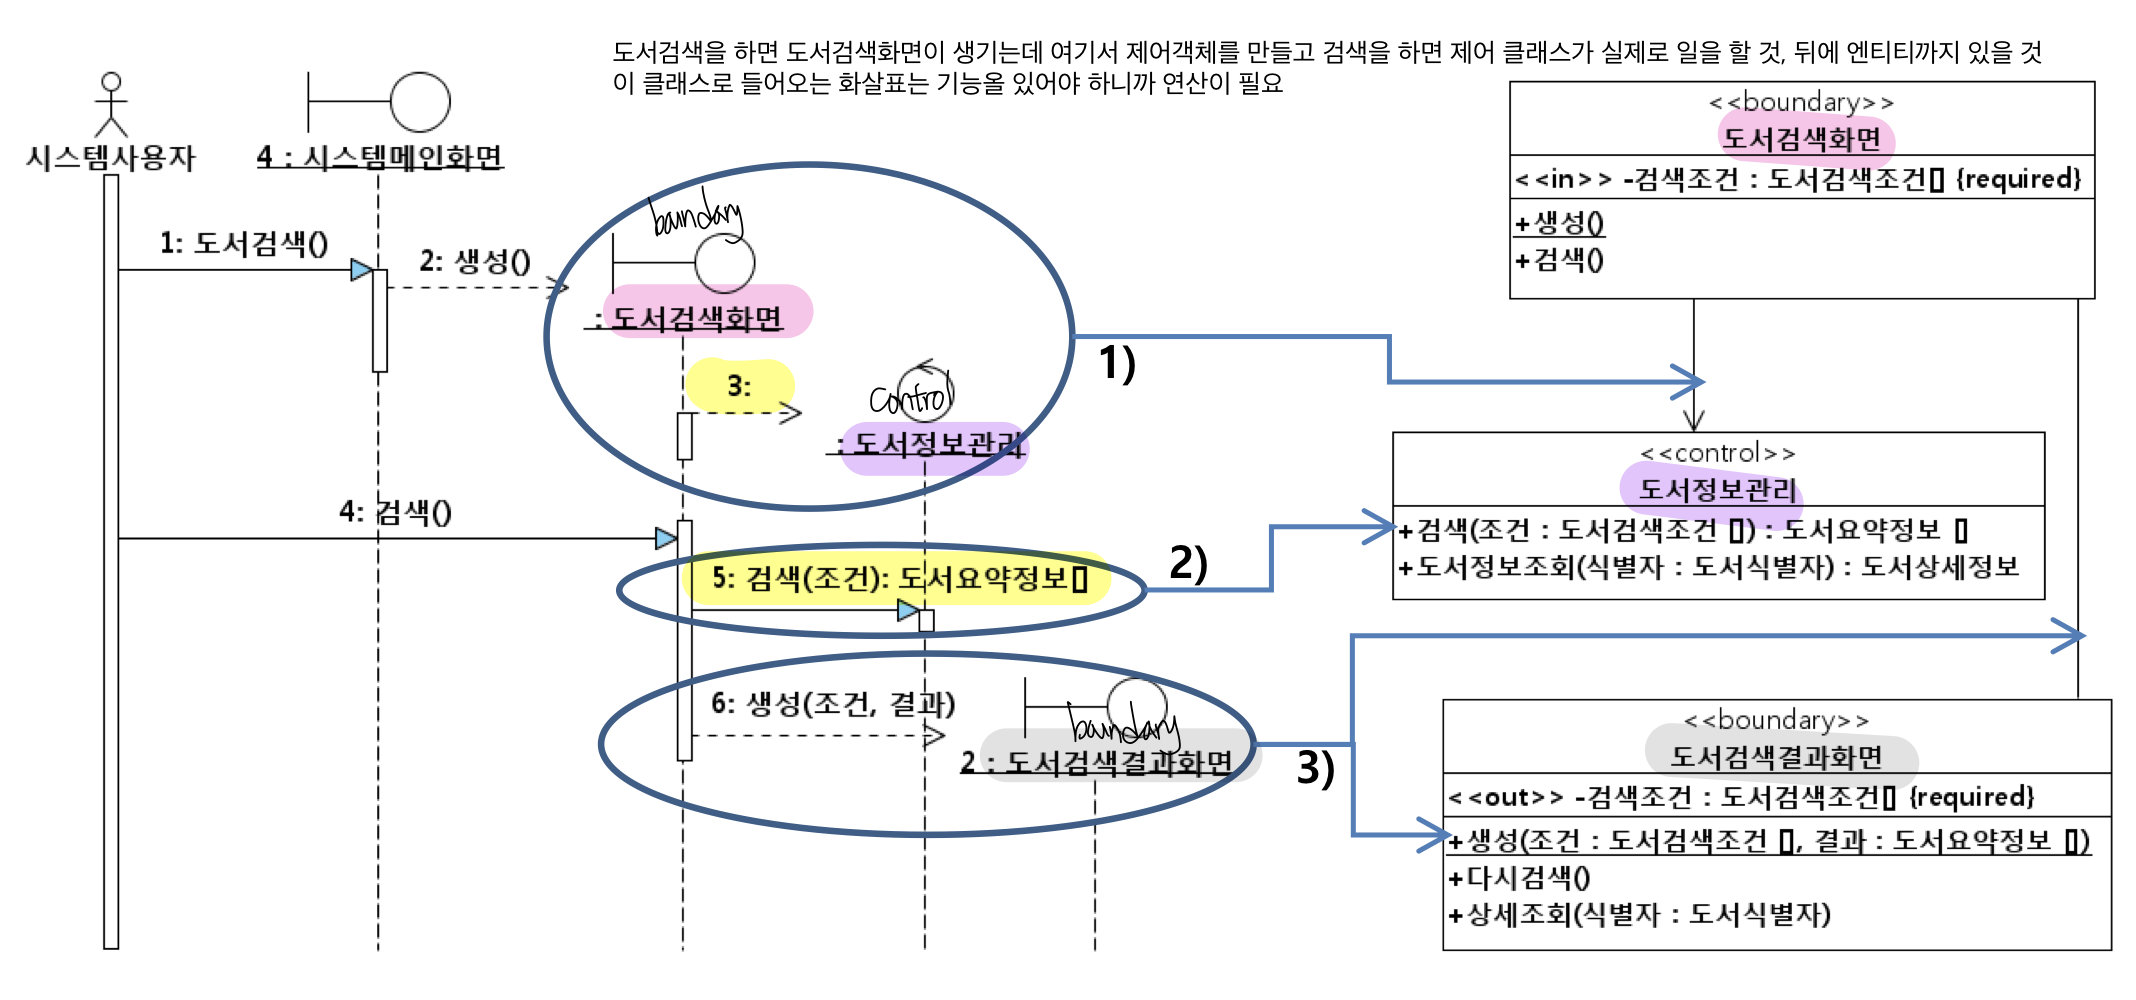 도서검색을 하면 도서검색화면이 생기는데 여기서 제어객체를 만들고 검색을 하면 제어 클래스가 실제로 일을 할 것, 뒤에 엔티티까지 있을 것
이 클래스로 들어오는 화살표는 기능올 있어야 하니까 연산이 필요
시스템사용자
4 : 시스템메인화면
1: 도서검색()
2: 생성()
boundary
: 도서검색화면
3:
control
: 도서정보관리
4: 검색()
5: 검색(조건): 도서요약정보[]
6: 생성(조건, 결과)
boundary
2 : 도서검색결과화면
1)
2)
3)
<<boundary>>
도서검색화면
<<in>> -검색조건 : 도서검색조건[] {required}
+생성()
+검색()
<<control>>
도서정보관리
+검색(조건 : 도서검색조건 []) : 도서요약정보 []
+도서정보조회(식별자 : 도서식별자) : 도서상세정보
<<boundary>>
도서검색결과화면
<<out>> -검색조건 : 도서검색조건[] {required}
+생성(조건 : 도서검색조건 [], 결과 : 도서요약정보 [])
+다시검색()
+상세조회(식별자 : 도서식별자)